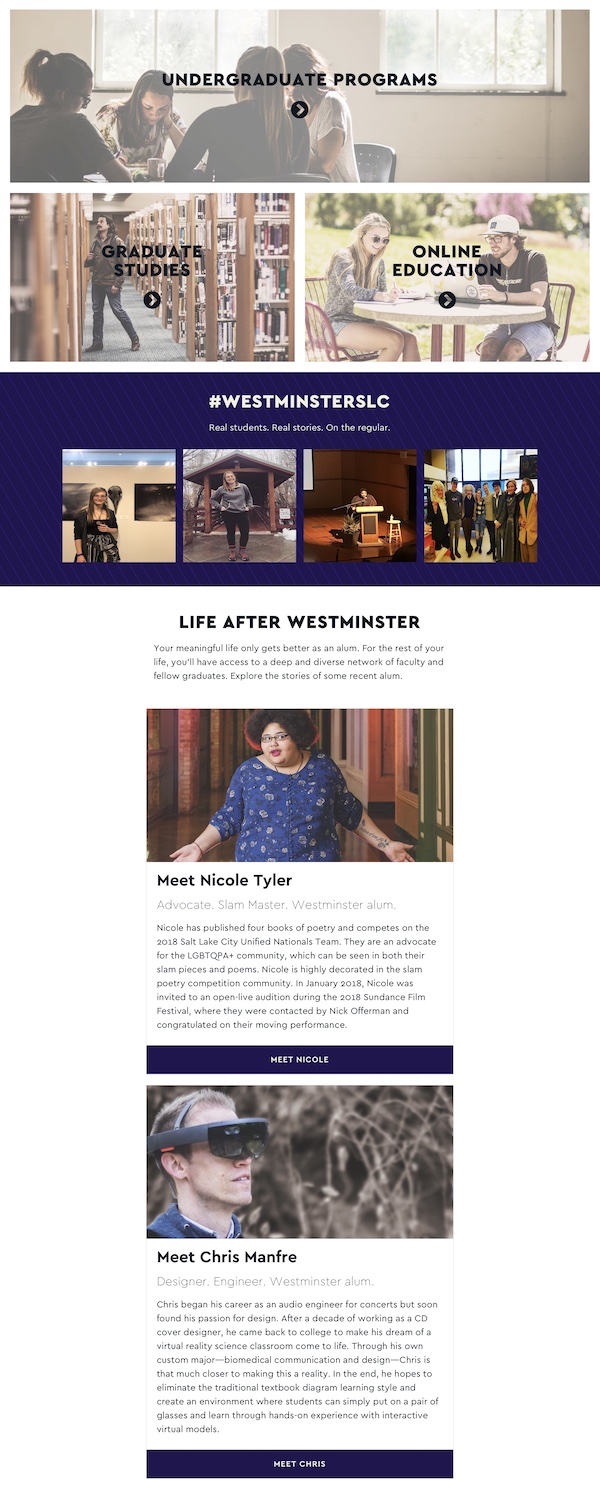 UNDERGRADUATE PROGRAMS
GRADUATE
STUDIES
ONLINE
EDUCATION
#WESTMINSTERSLC
Real students. Real stories. On the regular.
LIFE AFTER WESTMINSTER
Your meaningful life only gets better as an alum. For the rest of your
life, you'll have access to a deep and diverse network of faculty and
fellow graduates. Explore the stories of some recent alum.
Meet Nicole Tyler
Advocate. Slam Master. Westminster alum.
Nicole has published four books of poetry and competes on the
2018 Salt Lake City Unified Nationals Team. They are an advocate
for the LGBTQPA+ community, which can be seen in both their
slam pieces and poems. Nicole is highly decorated in the slam
poetry competition community. In January 2018, Nicole was
invited to an open-live audition during the 2018 Sundance Film
Festival, where they were contacted by Nick Offerman and
congratulated on their moving performance.
MEET NICOLE
Meet Chris Manfre
Designer. Engineer. Westminster alum.
Chris began his career as an audio engineer for concerts but soon
found his passion for design. After a decade of working as a CD
cover designer, he came back to college to make his dream of a
virtual reality science classroom come to life. Through his own
custom major—biomedical communication and design—Chris is
that much closer to making this a reality. In the end, he hopes to
eliminate the traditional textbook diagram learning style and
create an environment where students can simply put on a pair of
glasses and learn through hands-on experience with interactive
virtual models.
MEET CHRIS